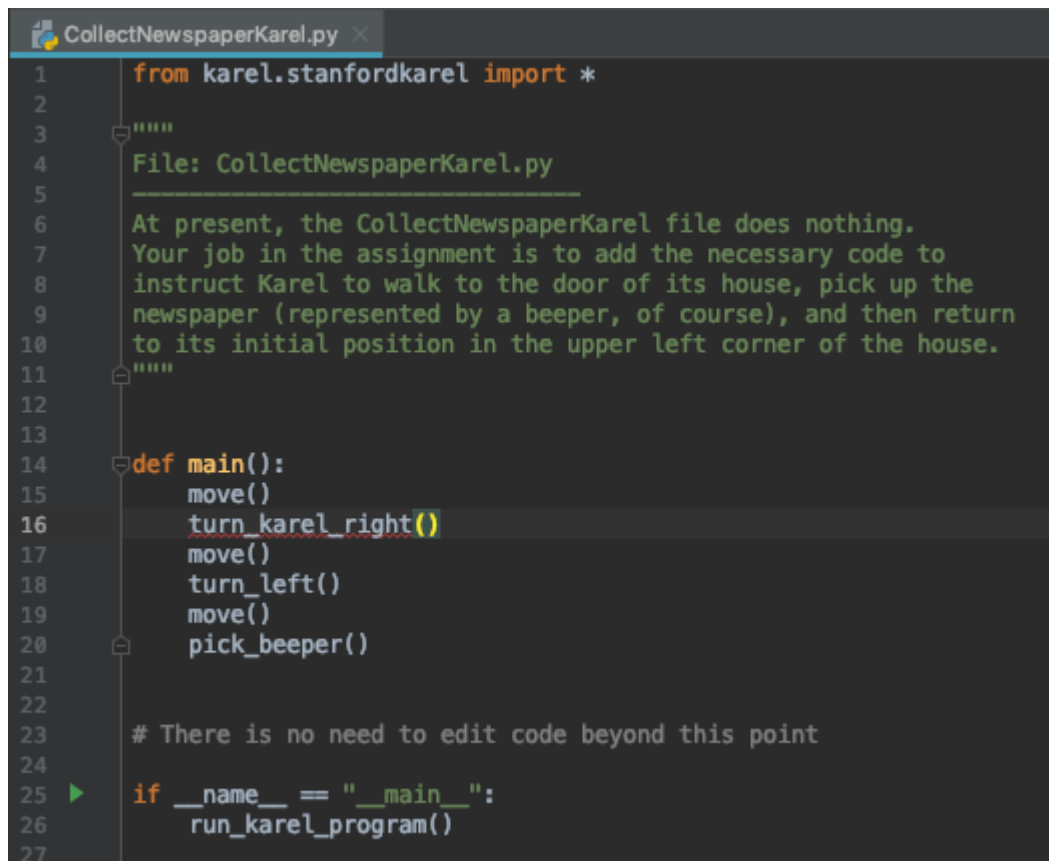 CollectNewspaperKarel.py
1 from karel.stanfordkarel import *
2
3 """
4 File: CollectNewspaperKarel.py
5 --------------------------------
6 At present, the CollectNewspaperKarel file does nothing.
7 Your job in the assignment is to add the necessary code to
8 instruct Karel to walk to the door of its house, pick up the
9 newspaper (represented by a beeper, of course), and then return
10 to its initial position in the upper left corner of the house.
11 """
12
13
14 def main():
15     move()
16     turn_karel_right()
17     move()
18     turn_left()
19     move()
20     pick_beeper()
21
22
23 # There is no need to edit code beyond this point
24
25 if __name__ == "__main__":
26     run_karel_program()
27